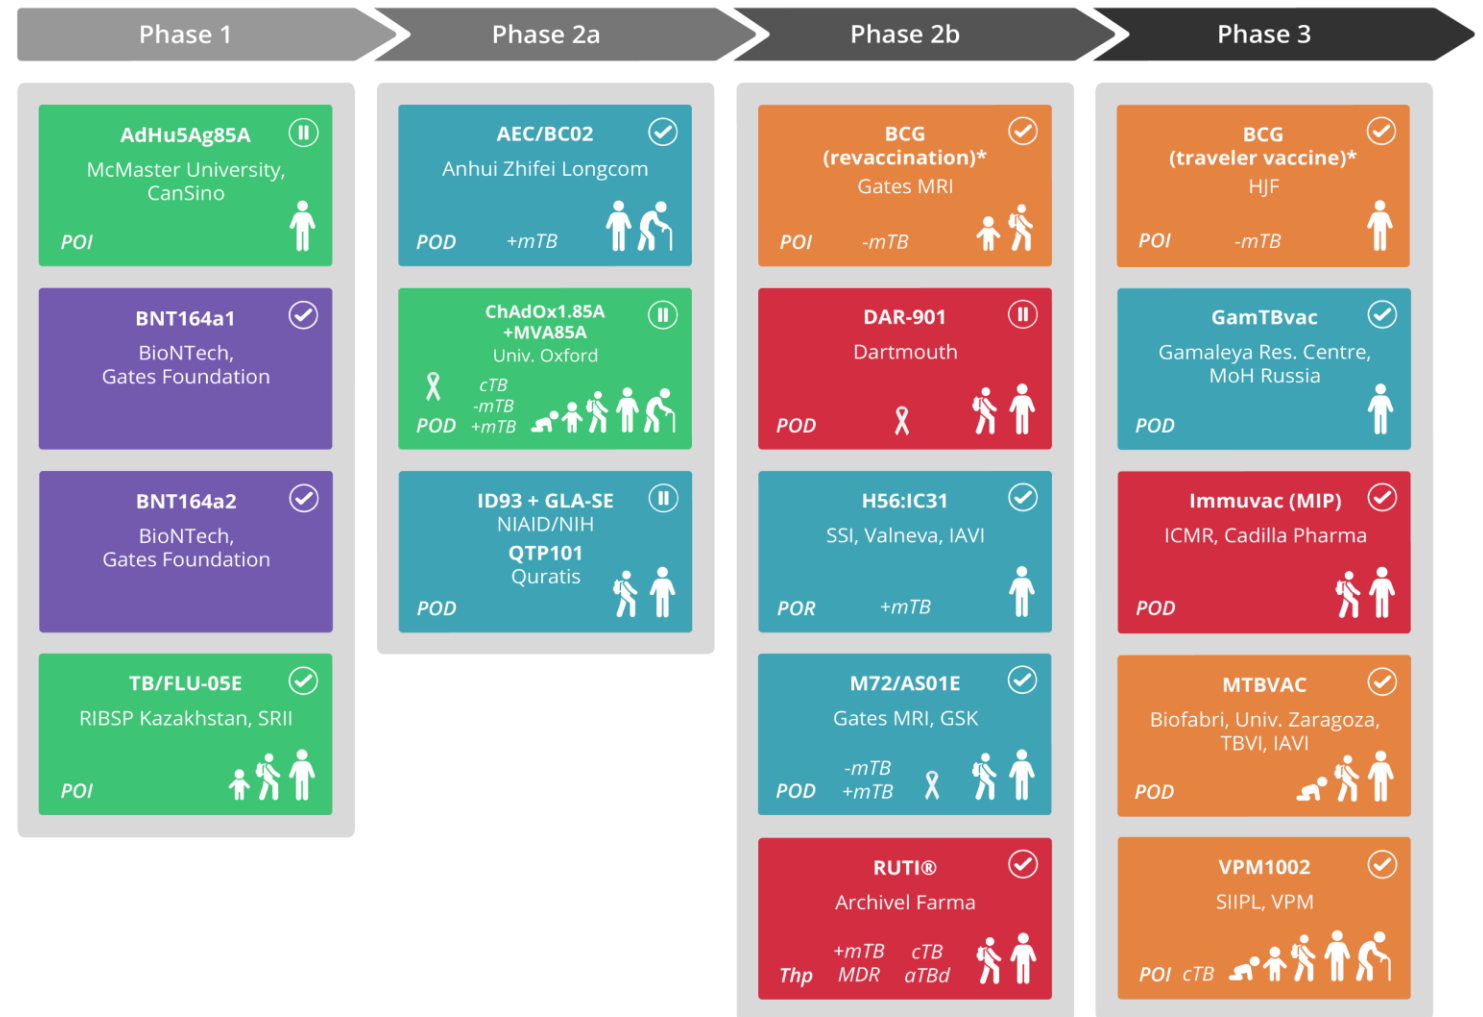 Phase 1
Phase 2a
Phase 2b
Phase 3
AdHu5Ag85A
McMaster University,
CanSino
POI
BNT164a1
BioNTech,
Gates Foundation
BNT164a2
BioNTech,
Gates Foundation
TB/FLU-05E
RIBSP Kazakhstan, SRII
POI
AEC/BC02
Anhui Zhifei Longcom
POD +mTB
ChAdOx1.85A
+MVA85A
Univ. Oxford
cTB
-mTB
POD +mTB
ID93 + GLA-SE
NIAID/NIH
QTP101
Quratis
POD
BCG
(revaccination)*
Gates MRI
POI -mTB
DAR-901
Dartmouth
POD
H56:IC31
SSI, Valneva, IAVI
POR +mTB
M72/AS01E
Gates MRI, GSK
-mTB
POD +mTB
RUTI®
Archivel Farma
+mTB cTB
Thp MDR aTBd
BCG
(traveler vaccine)*
HJF
POI -mTB
GamTBvac
Gamaleya Res. Centre,
MoH Russia
POD
Immuvac (MIP)
ICMR, Cadilla Pharma
POD
MTBVAC
Biofabri, Univ. Zaragoza,
TBVI, IAVI
POD
VPM1002
SIIPL, VPM
POI cTB